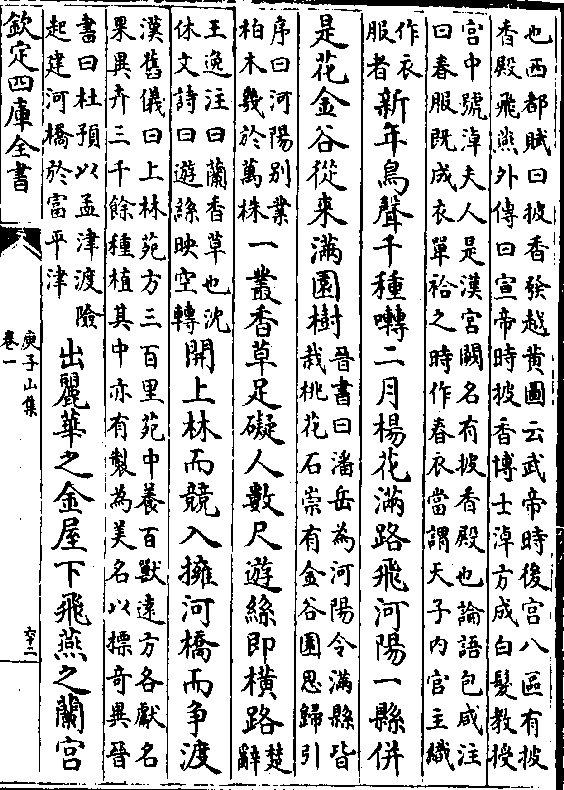 也西都賦曰披香發越黄圖云武帝時後宮八區有披
香殿飛燕外傳曰宣帝時披香博士淖方成白髮教授
宮中號淖夫人是漢宮闕名有披香殿也論語包咸注
曰春服既成衣單袷之時作春衣當謂天子内官主織
作衣
服者
新年鳥聲千種囀二月楊花滿路飛河陽一縣併
是花金谷從来滿園樹
晉書曰潘岳為河陽令滿縣皆
栽桃花石崇有金谷園思歸引
序曰河陽别業
柏木幾於萬株
一叢香草足礙人數尺遊絲即横路
楚
辭
王逸注曰蘭香草也沈
休文詩曰遊絲映空轉
開上林而競入擁河橋而争渡
漢舊儀曰上林苑方三百里苑中養百獸遠方各獻名
果異卉三千餘種植其中亦有製為美名以標奇異晉
書曰杜預以孟津渡險
起建河橋於富平津
出麗華之金屋下飛燕之蘭宮
欽定四庫全書
庾子山集
卷一
六十二